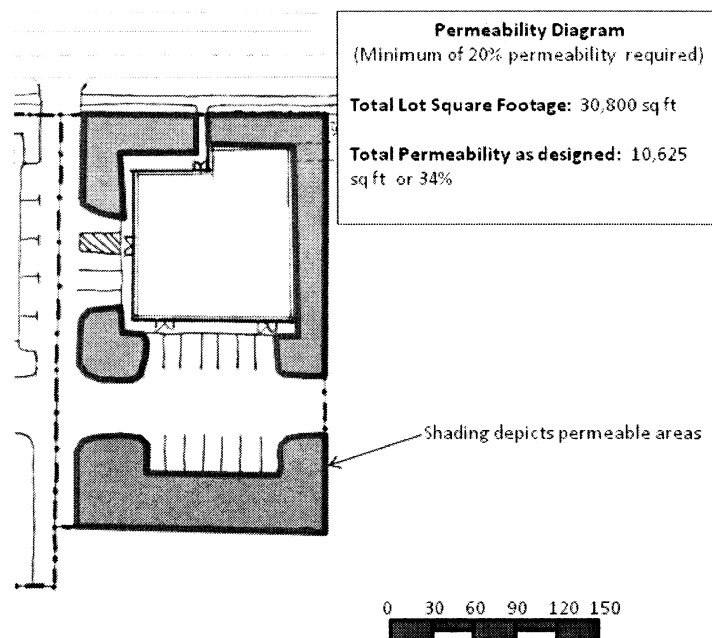 Permeability Diagram
(Minimum of 20% permeability required)
Total Lot Square Footage: 30,800 sq ft
Total Permeability as designed: 10,625
sq ft or 34%
Shading depicts permeable areas
0 30 60 90 120 150